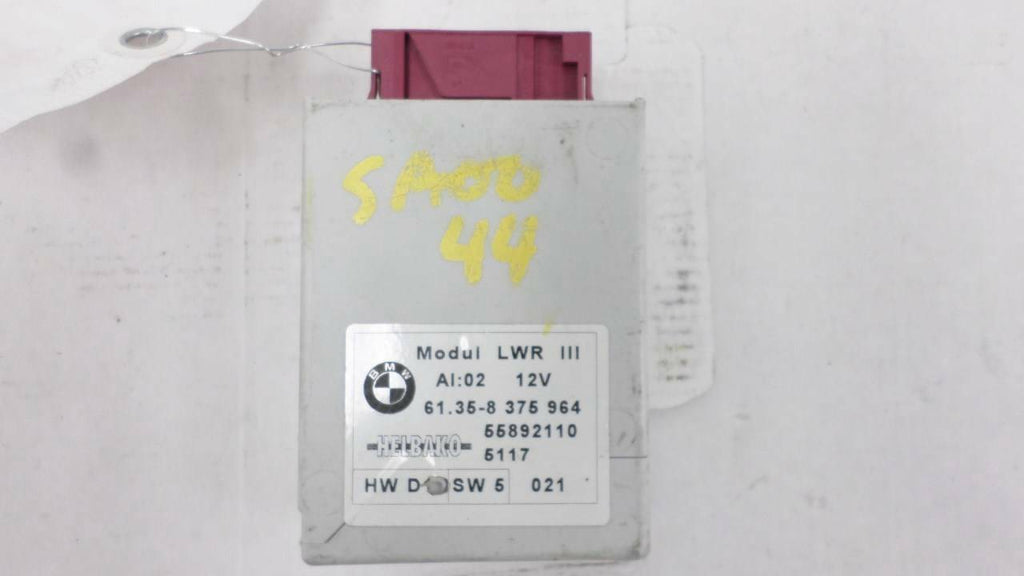 SA00
44
Modul LWR III
BMW
AI:02 12V
61.35-8 375 964
55892110
HELBAKO
5117
HW SW 5 021